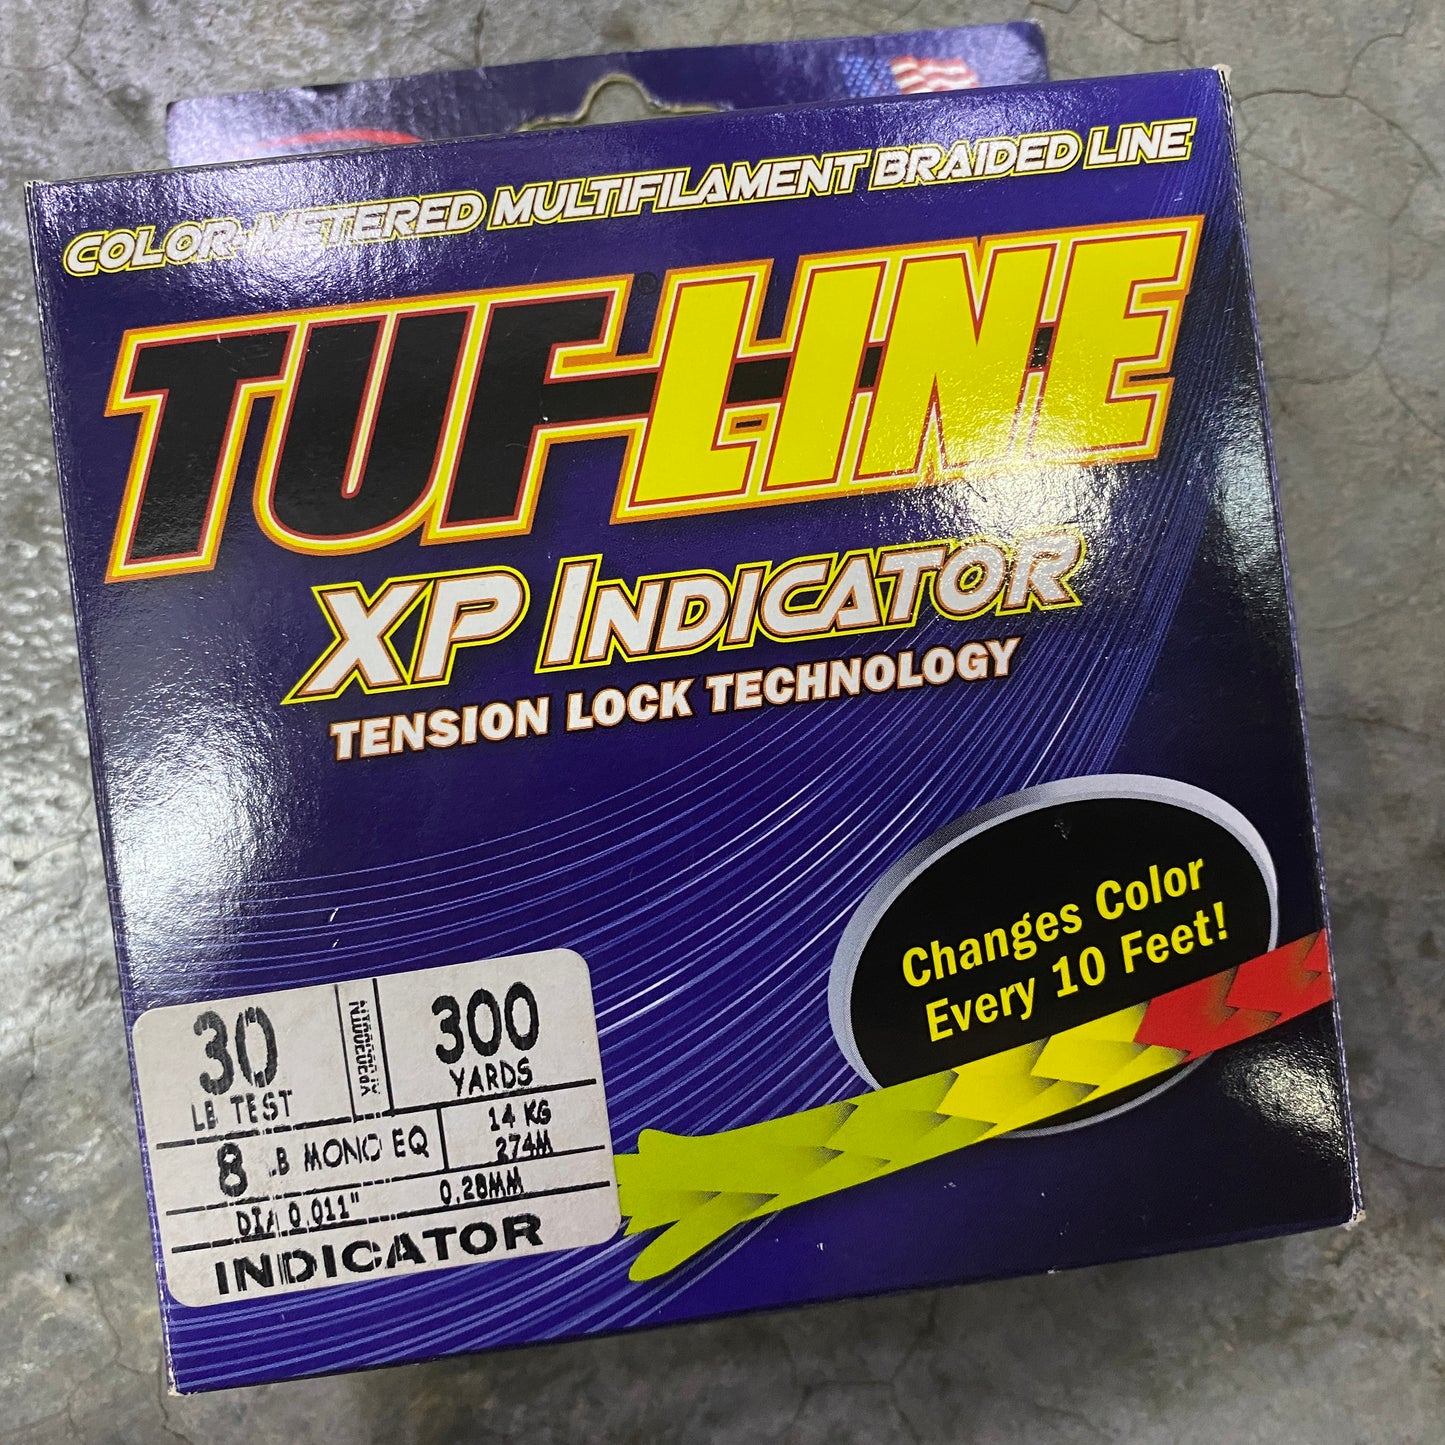 COLOR-METERED MULTIFILAMENT BRAIDED LINE
TUF-LINE®
XP INDICATOR
TENSION LOCK TECHNOLOGY
Changes Color
Every 10 Feet!
30
LB TEST
300
YARDS
8 LB MONO EQ
14 KG
274M
DIA 0.011" 0.28MM
INDICATOR